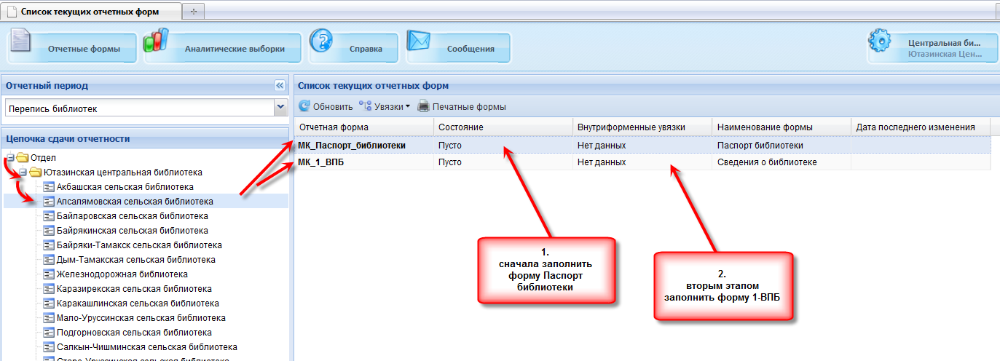 Список текущих отчетных форм
Отчетные формы
Аналитические выборки
Справка
Сообщения
Центральная би...
Ютазинская Цен...
Отчетный период
Перепись библиотек
Цепочка сдачи отчетности
Отдел
Ютазинская центральная библиотека
Акбашская сельская библиотека
Апсалямовская сельская библиотека
Байларовская сельская библиотека
Байрякинская сельская библиотека
Байряки-Тамакск сельская библиотека
Дым-Тамакская сельская библиотека
Железнодорожная библиотека
Каразирекская сельская библиотека
Каракашлинская сельская библиотека
Мало-Уруссинская сельская библиотека
Подгорновская сельская библиотека
Салкын-Чишминская сельская библиотека
Старо-Уруссинская сельская библиотека
Список текущих отчетных форм
Обновить Увязки Печатные формы
Отчетная форма Состояние Внутриформенные увязки Наименование формы Дата последнего изменения
МК_Паспорт_библиотеки Пусто Нет данных Паспорт библиотеки
МК_1_ВПБ Пусто Нет данных Сведения о библиотеке
1.
сначала заполнить
форму Паспорт
библиотеки
2.
вторым этапом
заполнить форму 1-ВПБ